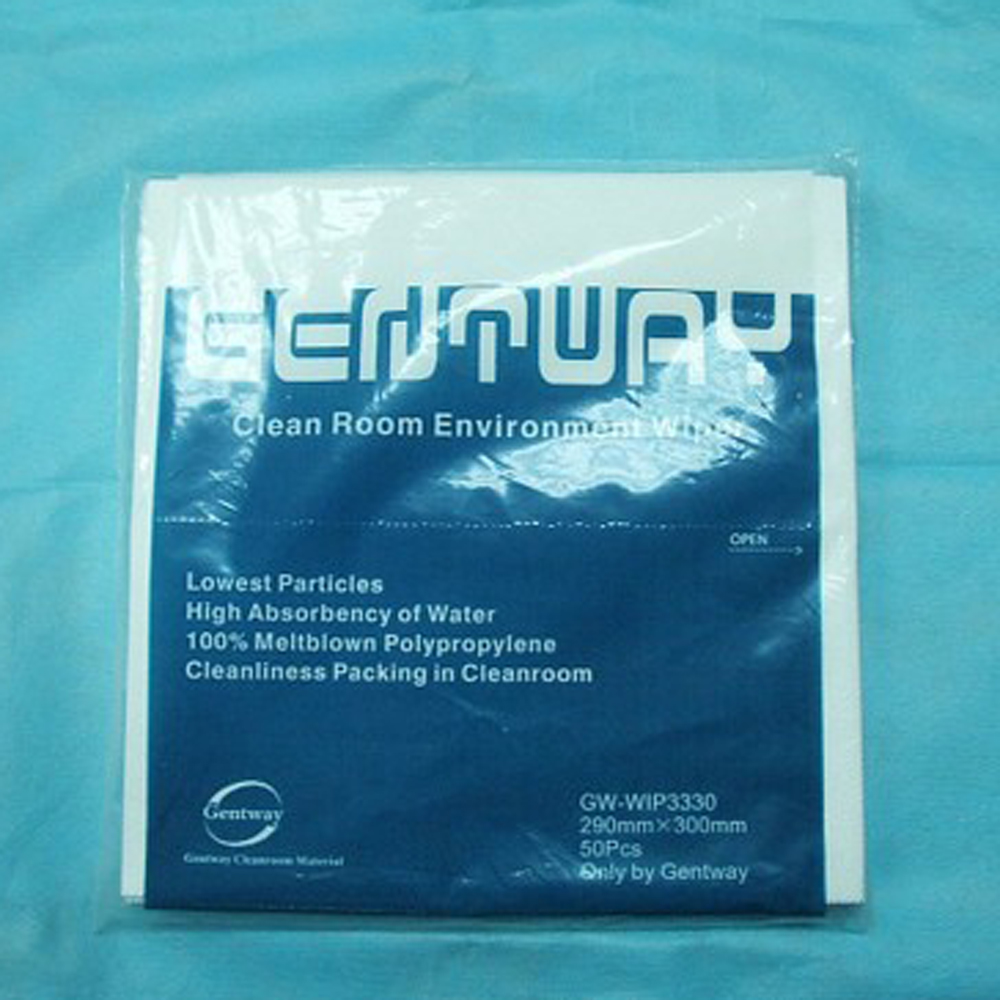 GENTWAY
Clean Room Environment Wiper
OPEN
Lowest Particles
High Absorbency of Water
100% Meltblown Polypropylene
Cleanliness Packing in Cleanroom
Gentway
Gentway Cleanroom Material
GW-WIP3330
290mm×300mm
50Pcs
Only by Gentway